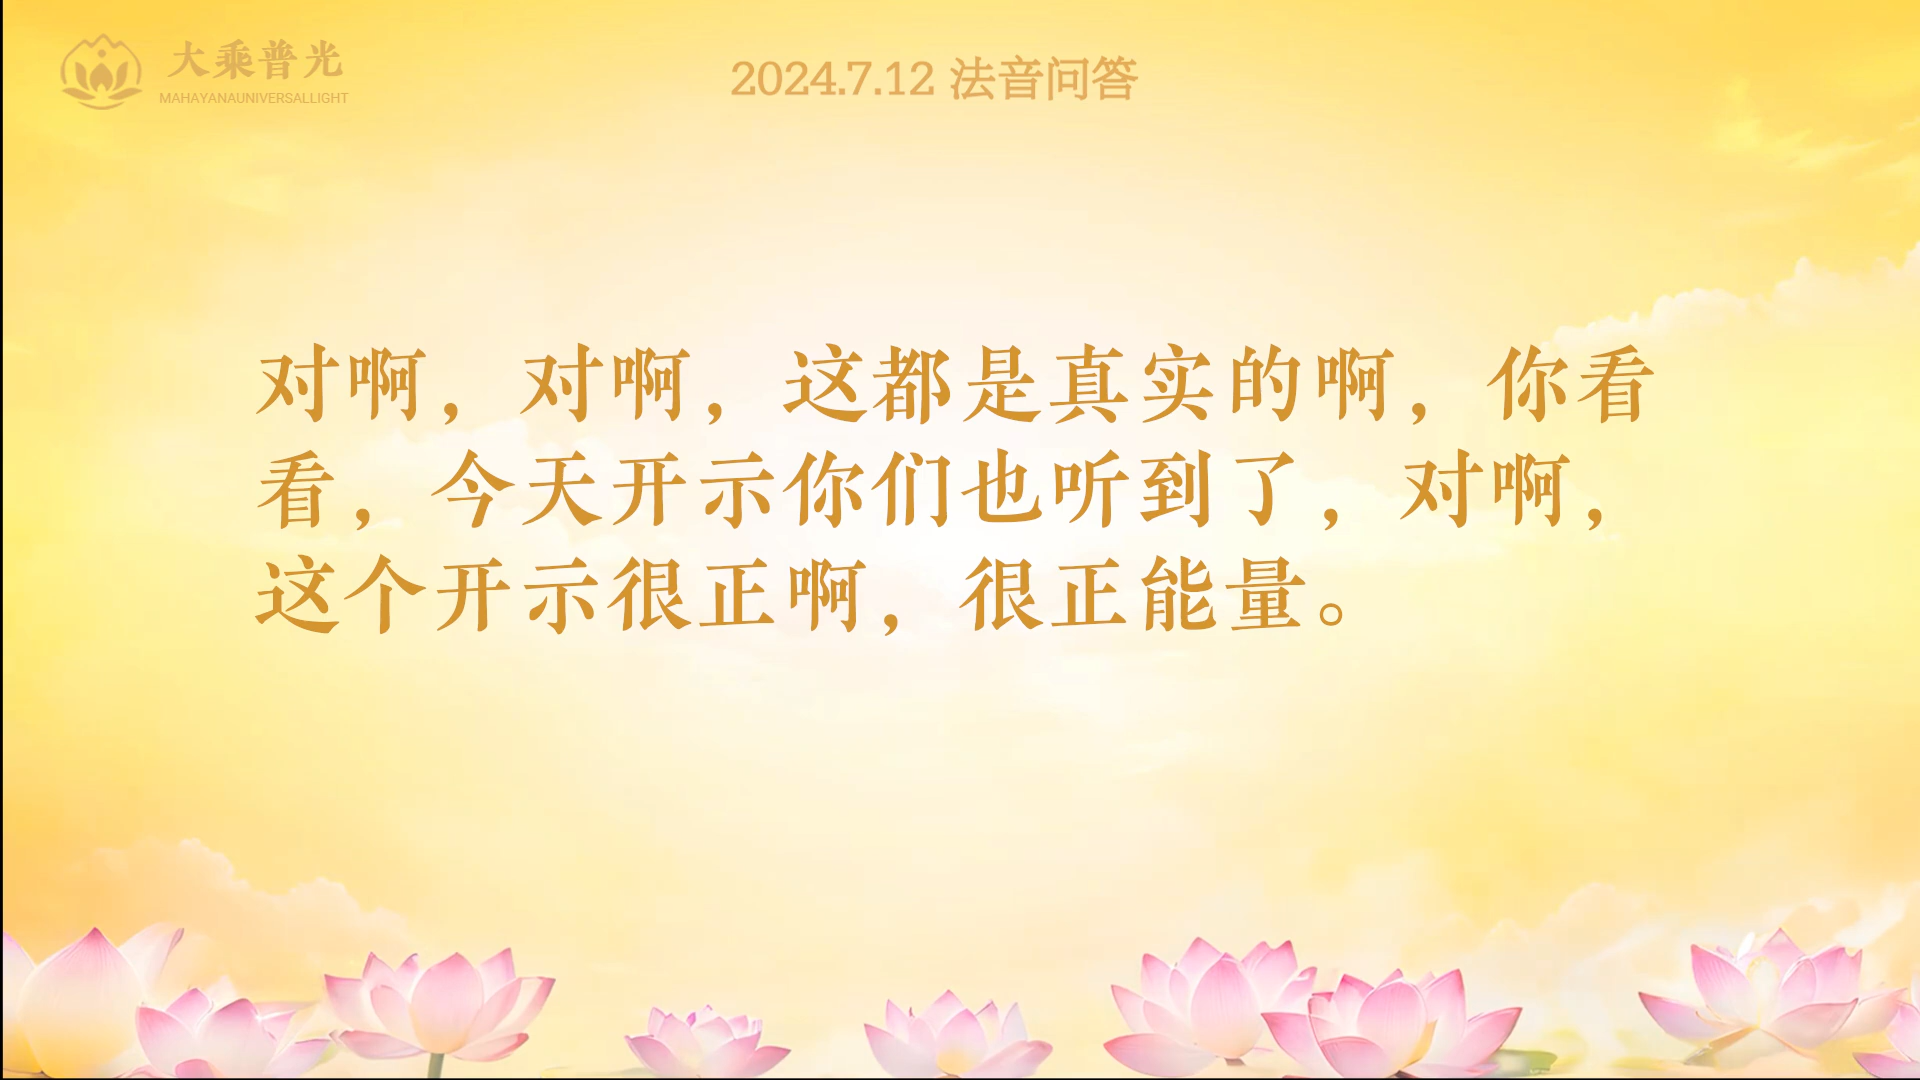 大乘普光
MAHAYANAUNIVERSALLIGHT
2024.7.12 法音问答
对啊，对啊，这都是真实的啊，你看
看，今天开示你们也听到了，对啊，
这个开示很正啊，很正能量。